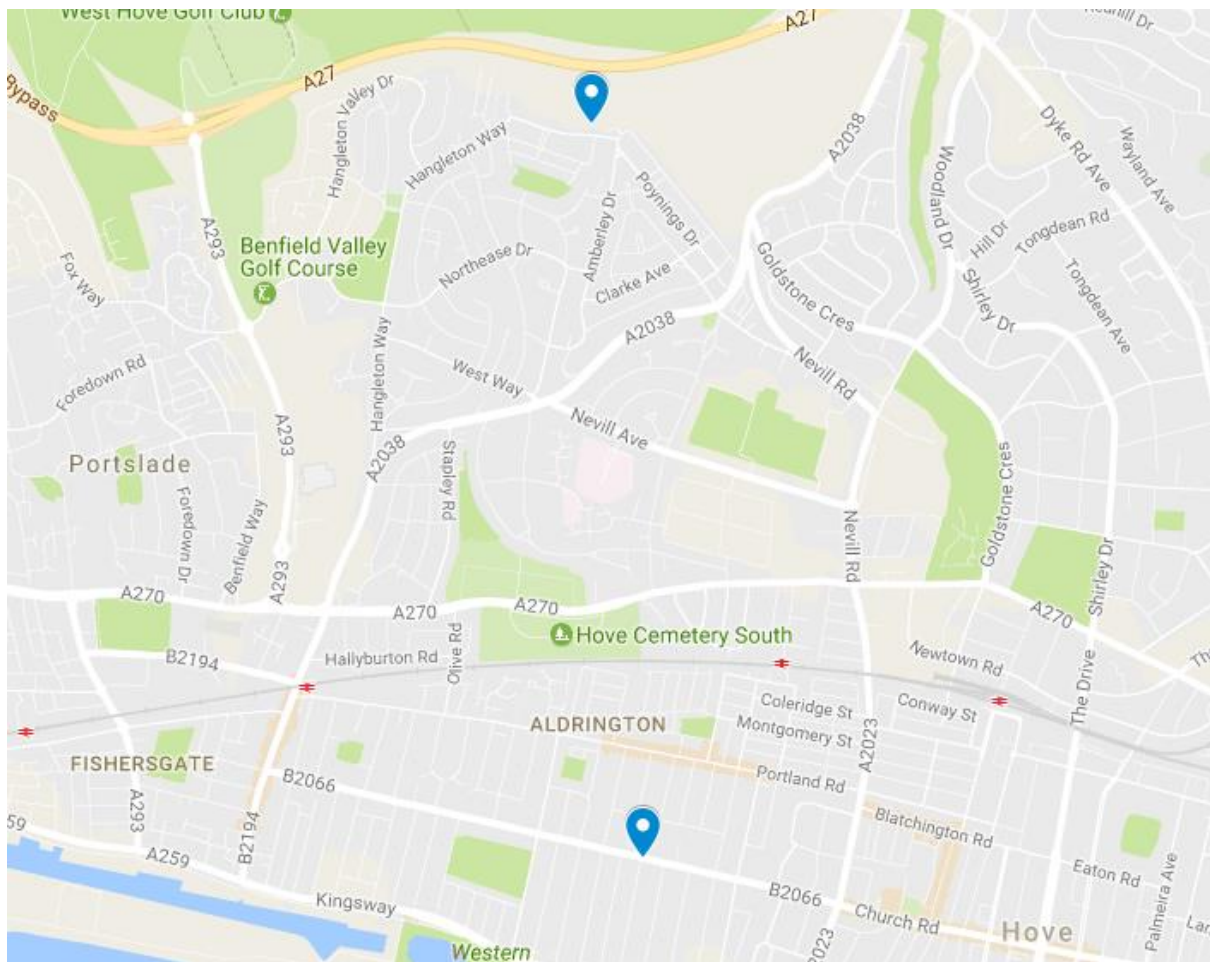 West Hove Golf Club
A27
A27
Bypass
Hangleton Valley Dr
Hangleton Way
A2038
Dyke Rd Ave
Wayland Ave
Woodland Dr
Poynings Dr
Amberley Dr
A293
Hill Dr
Tongdean Rd
Benfield Valley
Golf Course
Northease Dr
Clarke Ave
Goldstone Cres
Shirley Dr
Tongdean Ave
Fox Way
A2038
Hangleton Way
Nevill Rd
Foredown Rd
West Way
A293
Nevill Ave
A2038
Portslade
Stapley Rd
Foredown Dr
Benfield Way
Goldstone Cres
Nevill Rd
Shirley Dr
A293
A270
A270
A270
A270
Hove Cemetery South
Olive Rd
Hallyburton Rd
B2194
Newtown Rd
The Drive
Coleridge St
Conway St
ALDRINGTON
Montgomery St
A2023
FISHERSGATE
Portland Rd
B2066
B2194
A293
Blatchington Rd
A259
Eaton Rd
Palmeira Ave
B2066
Church Rd
Kingsway
Hove
Western